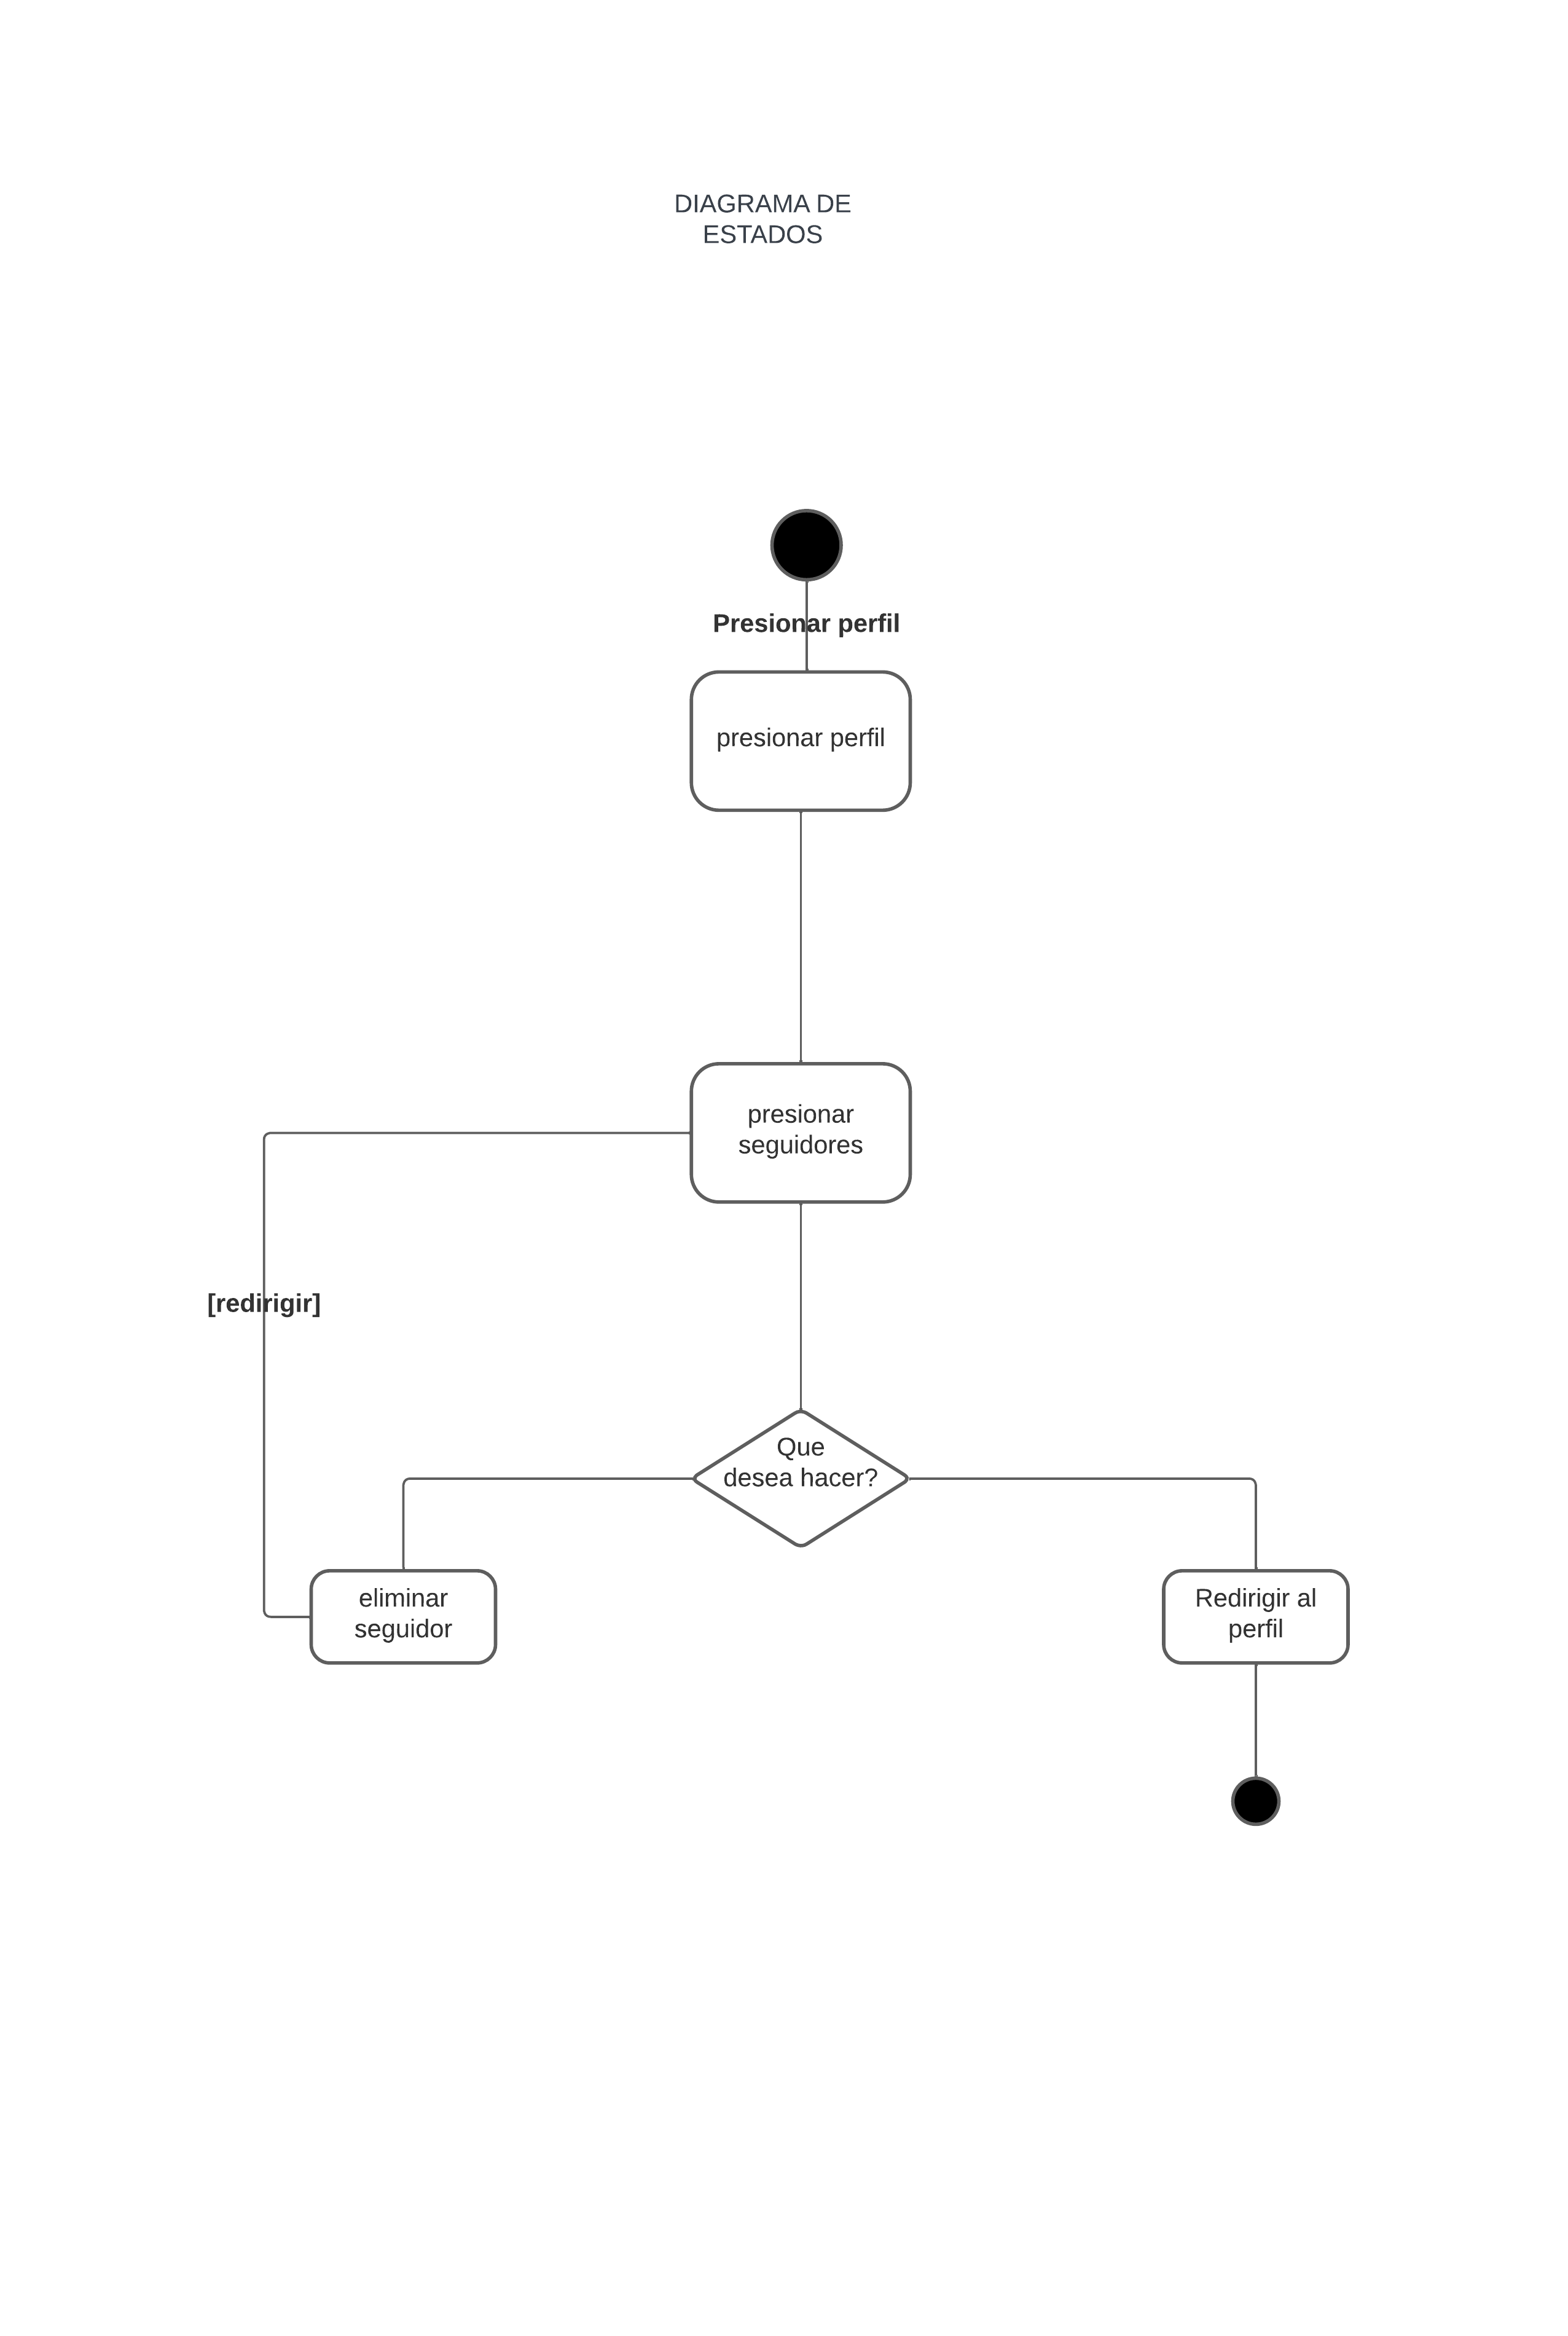 DIAGRAMA DE
ESTADOS
Presionar perfil
presionar perfil
presionar
seguidores
[redirigir]
Que
desea hacer?
eliminar
seguidor
Redirigir al
perfil